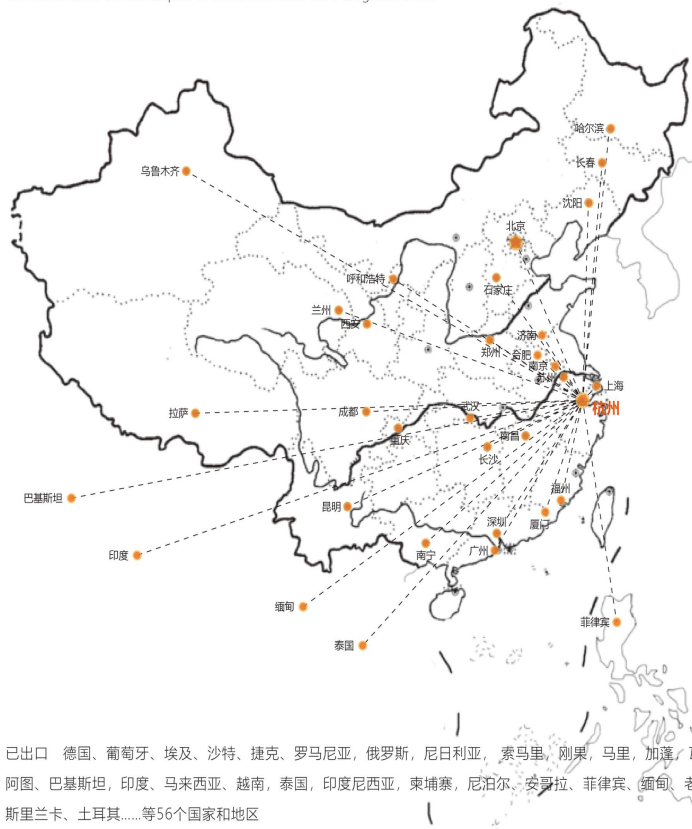 哈尔滨
长春
乌鲁木齐
沈阳
北京
呼和浩特
石家庄
兰州
西安
济南
郑州
合肥
南京
苏州
上海
杭州
拉萨
成都
武汉
重庆
南昌
长沙
巴基斯坦
昆明
福州
深圳
厦门
印度
南宁
广州
缅甸
菲律宾
泰国
已出口 德国、葡萄牙、埃及、沙特、捷克、罗马尼亚，俄罗斯，尼日利亚， 索马里，刚果，马里，加蓬，
阿图、巴基斯坦，印度、马来西亚、越南，泰国，印度尼西亚，柬埔寨，尼泊尔、安哥拉、菲律宾、缅甸、老
斯里兰卡、土耳其......等56个国家和地区